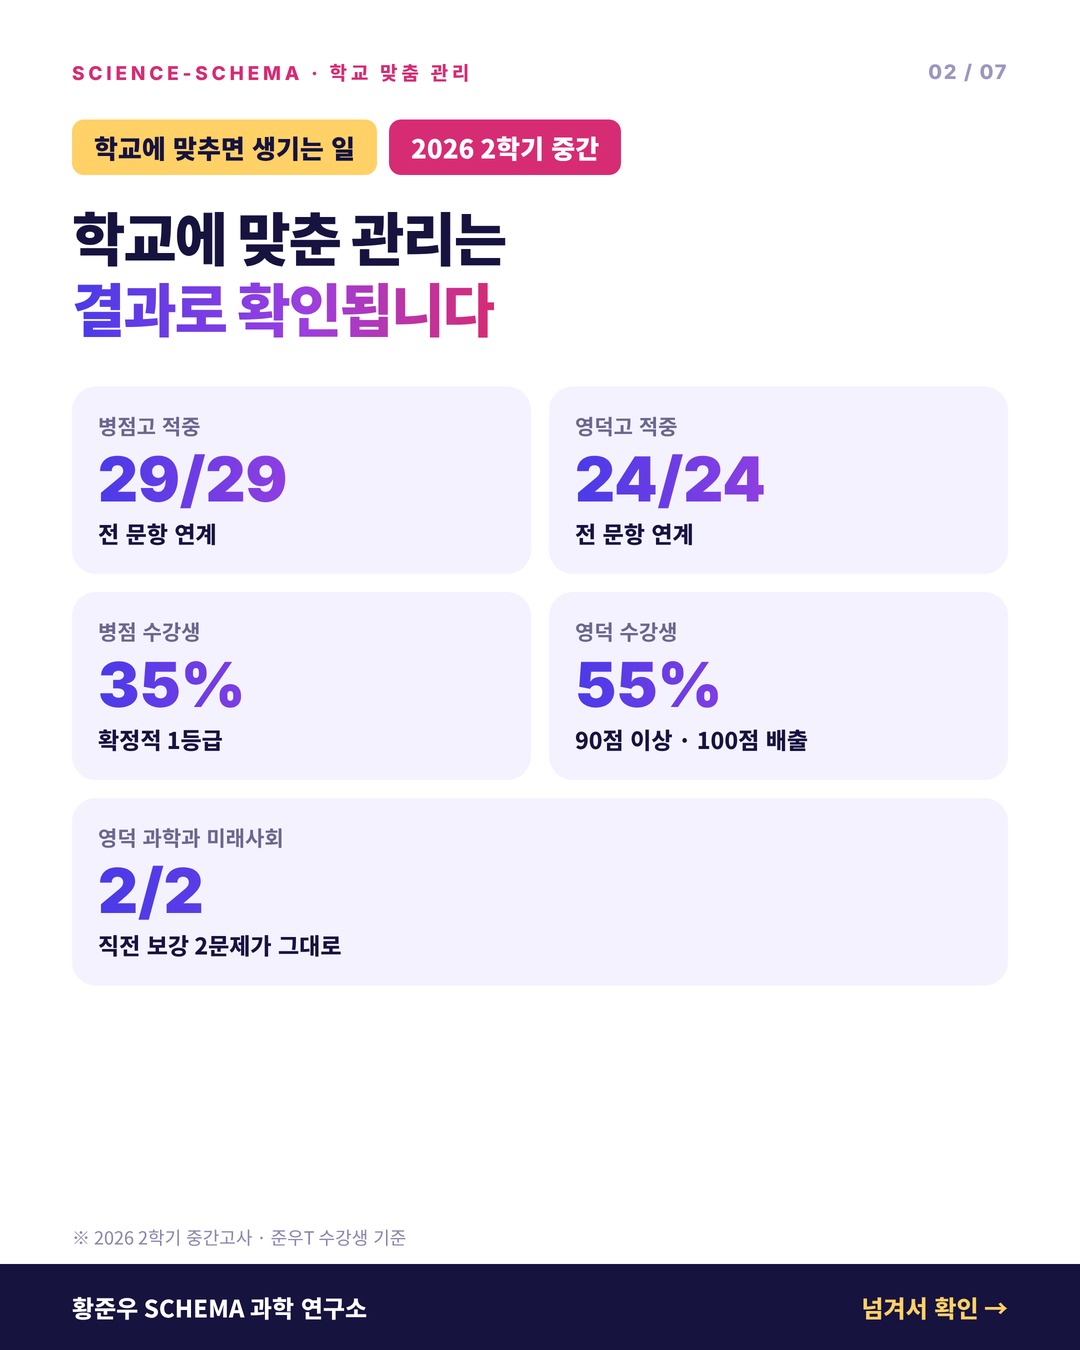 SCIENCE-SCHEMA · 학교 맞춤 관리
02 / 07
학교에 맞추면 생기는 일
2026 2학기 중간
학교에 맞춘 관리는
결과로 확인됩니다
병점고 적중
29/29
전 문항 연계
영덕고 적중
24/24
전 문항 연계
병점 수강생
35%
확정적 1등급
영덕 수강생
55%
90점 이상 · 100점 배출
영덕 과학과 미래사회
2/2
직전 보강 2문제가 그대로
※ 2026 2학기 중간고사 · 준우T 수강생 기준
황준우 SCHEMA 과학 연구소
넘겨서 확인 →